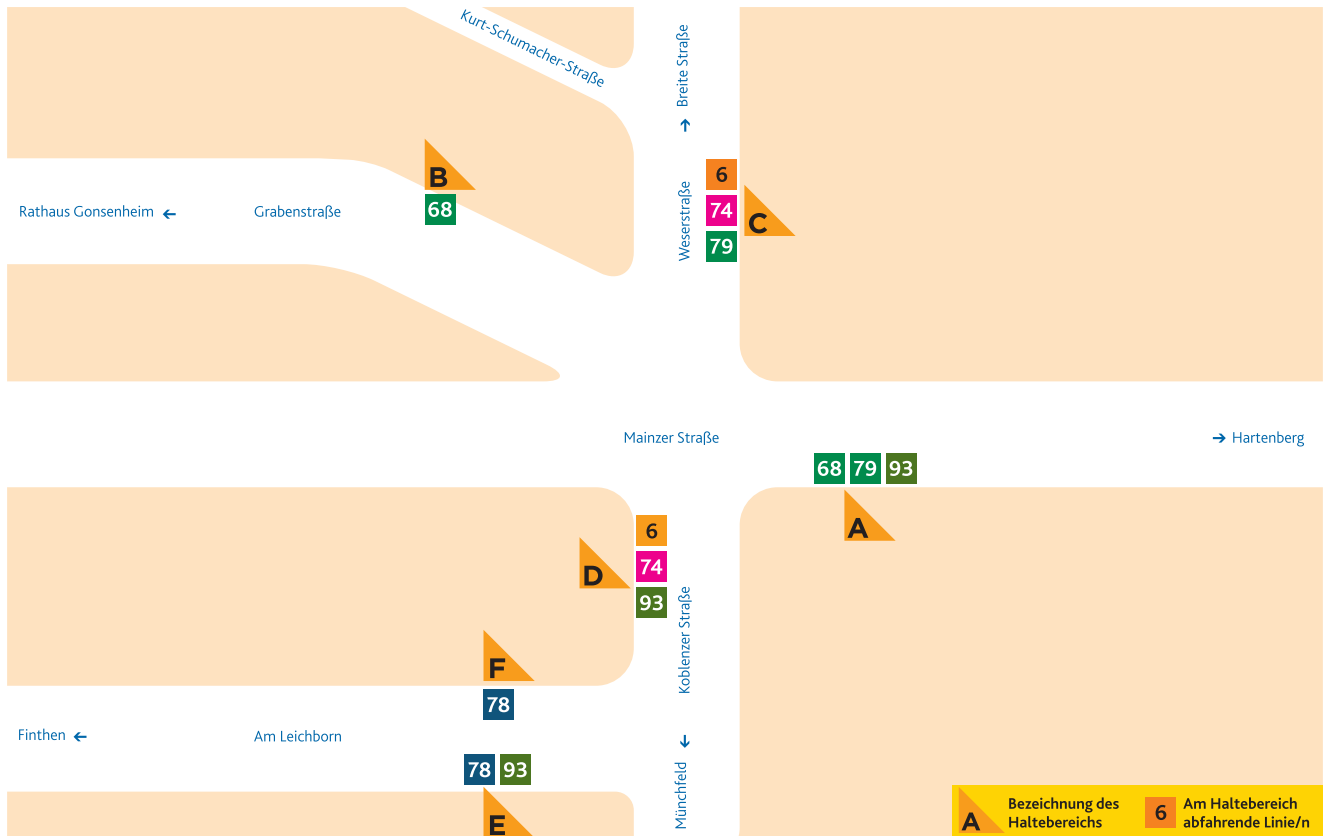 Kurt-Schumacher-Straße
Breite Straße
B
68
Rathaus Gonsenheim
Grabenstraße
Weserstraße
6
74
79
C
Mainzer Straße
Hartenberg
68 79 93
A
6
74
93
D
Koblenzer Straße
F
78
Finthen
Am Leichborn
78 93
E
Münchfeld
A
Bezeichnung des
Haltebereichs
6
Am Haltebereich
abfahrende Linie/n